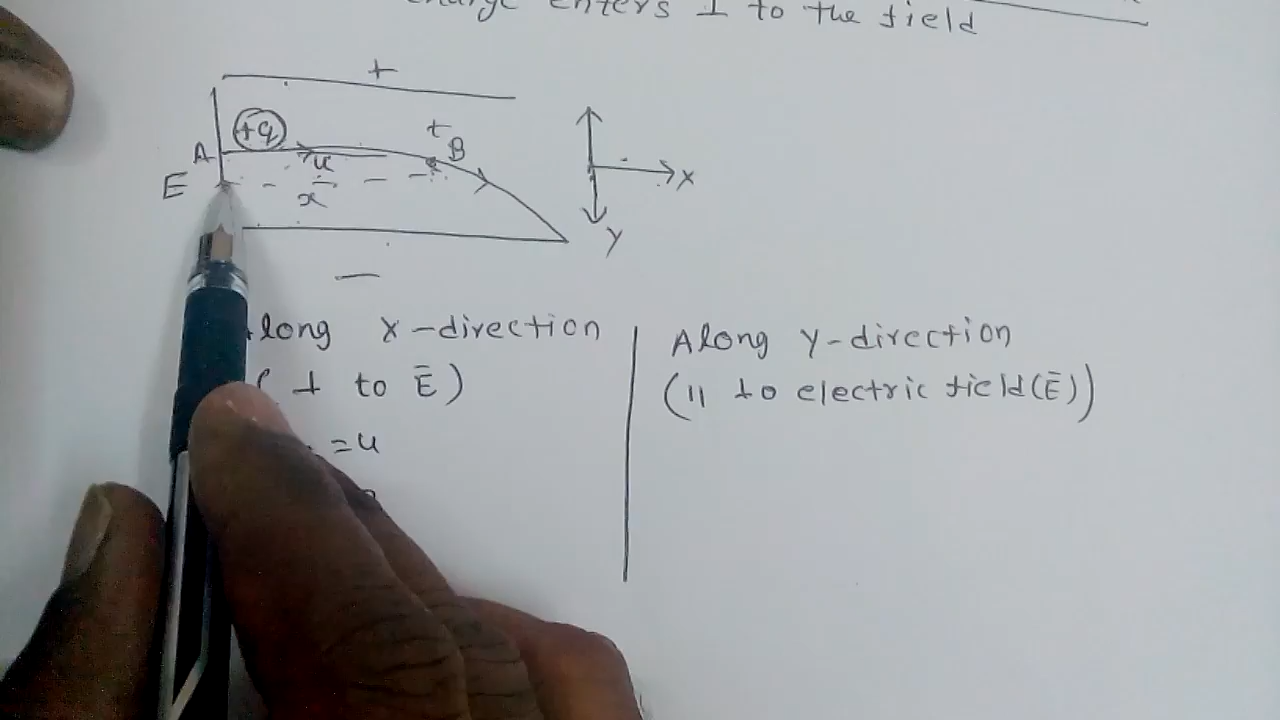 charge enters ⊥ to the field
+
+q
t
A
B
u
E
x
X
Y
—
Along X-direction
Along Y-direction
(⊥ to Ē)
(|| to electric field(Ē))
=u